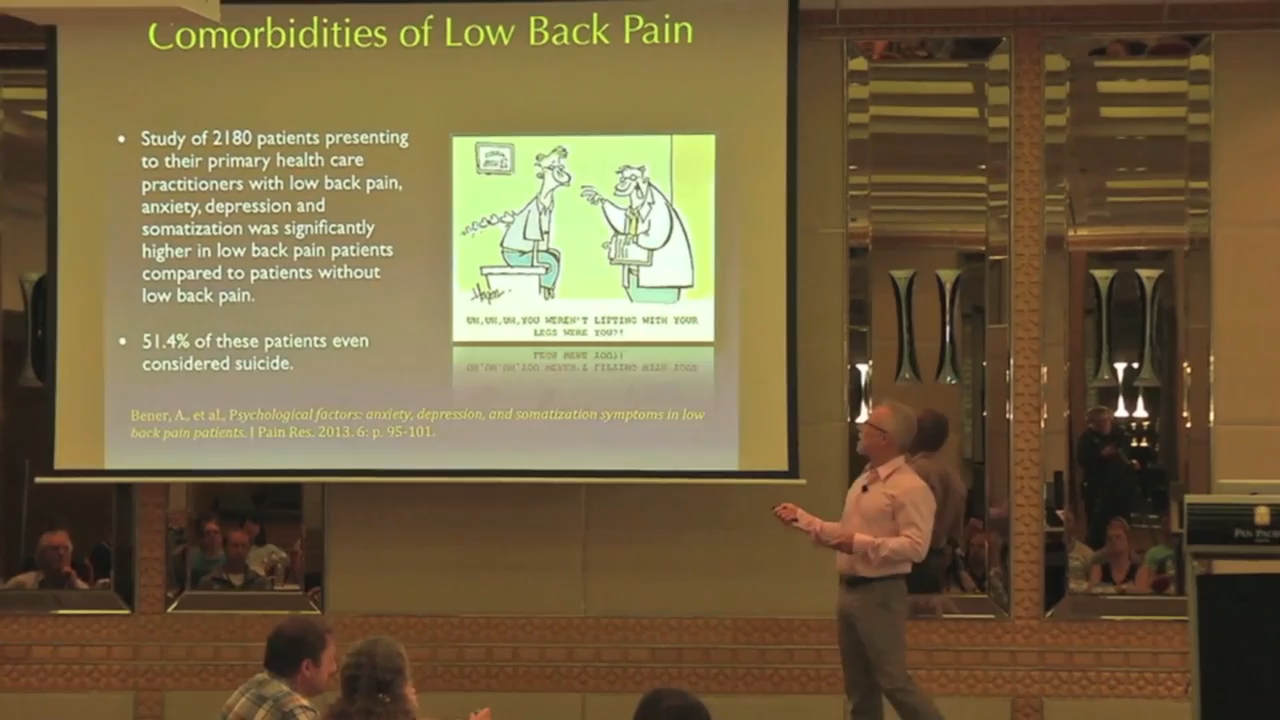 Comorbidities of Low Back Pain
• Study of 2180 patients presenting
to their primary health care
practitioners with low back pain,
anxiety, depression and
somatization was significantly
higher in low back pain patients
compared to patients without
low back pain.
• 51.4% of these patients even
considered suicide.
UH,UH,UH,YOU WEREN'T LIFTING WITH YOUR
LEGS WERE YOU?!
Bener, A., et al., Psychological factors: anxiety, depression, and somatization symptoms in low
back pain patients. J Pain Res, 2013. 6: p. 95-101.
PAN PACI